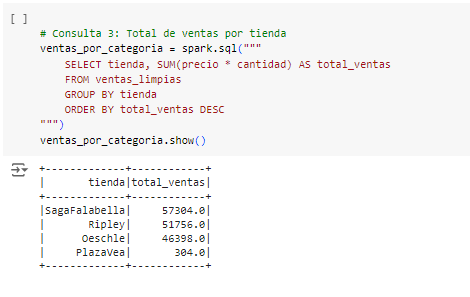 [ ]
# Consulta 3: Total de ventas por tienda
ventas_por_categoria = spark.sql("""
    SELECT tienda, SUM(precio * cantidad) AS total_ventas
    FROM ventas_limpias
    GROUP BY tienda
    ORDER BY total_ventas DESC
""")
ventas_por_categoria.show()
+-------------+------------+
|       tienda|total_ventas|
+-------------+------------+
|SagaFalabella|     57304.0|
|       Ripley|     51756.0|
|      Oeschle|     46398.0|
|     PlazaVea|       304.0|
+-------------+------------+